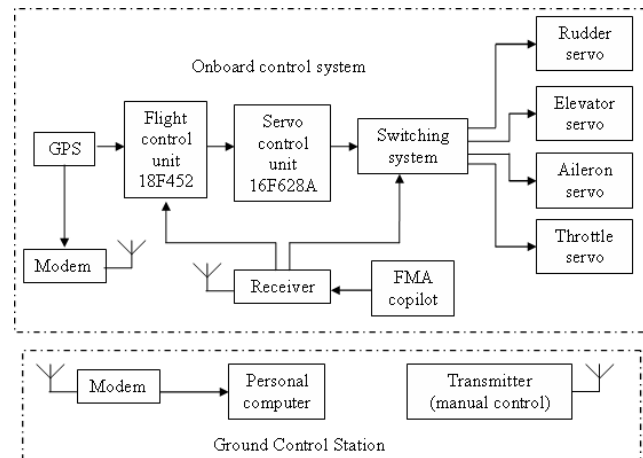 Onboard control system
Rudder
servo
Elevator
servo
Aileron
servo
Throttle
servo
GPS
Flight
control
unit
18F452
Servo
control
unit
16F628A
Switching
system
Modem
Receiver
FMA
copilot
Modem
Personal
computer
Transmitter
(manual control)
Ground Control Station